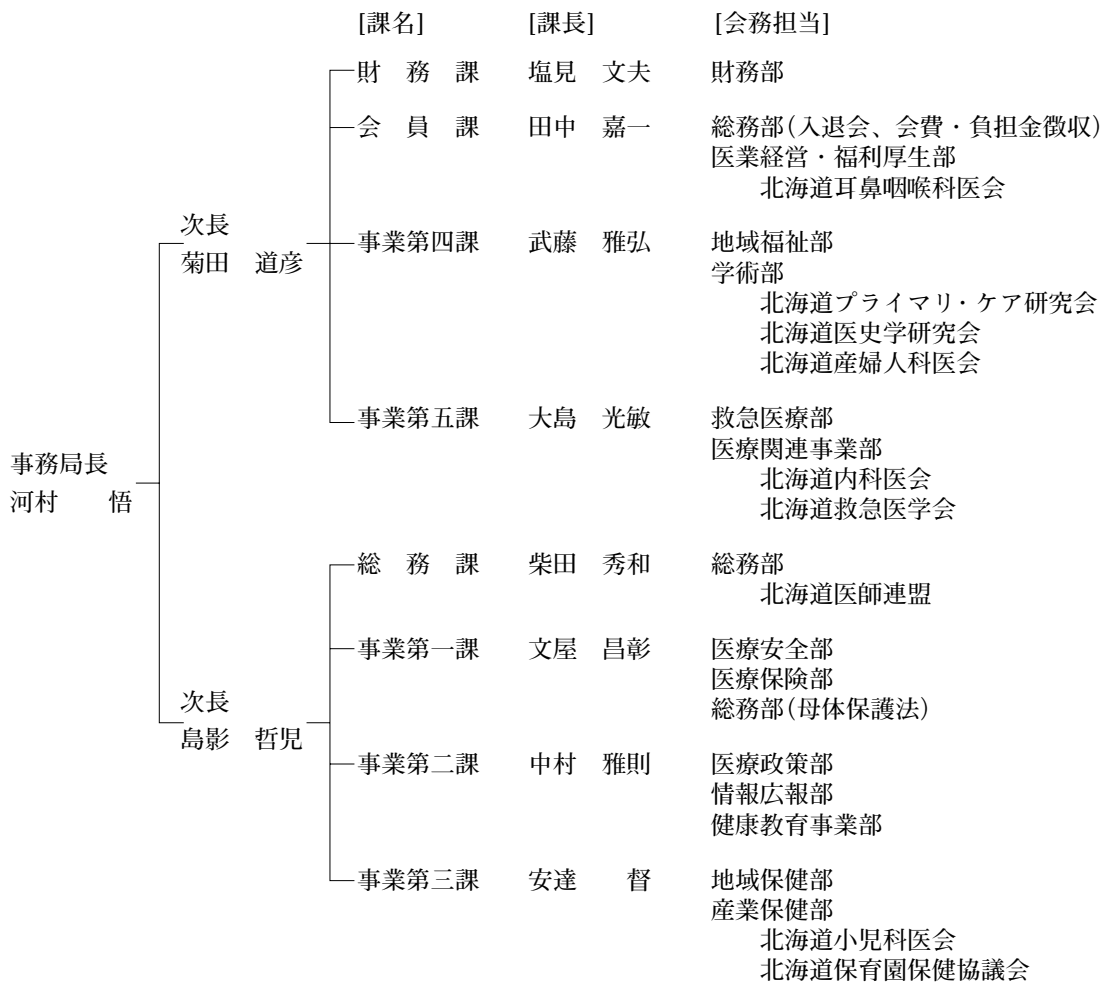 [課名] [課長] [会務担当]
財 務 課 塩見 文夫 財務部
会 員 課 田中 嘉一 総務部(入退会、会費・負担金徴収)
医業経営・福利厚生部
北海道耳鼻咽喉科医会
次長
菊田 道彦
事業第四課 武藤 雅弘 地域福祉部
学術部
北海道プライマリ・ケア研究会
北海道医史学研究会
北海道産婦人科医会
事業第五課 大島 光敏 救急医療部
医療関連事業部
北海道内科医会
北海道救急医学会
事務局長
河村 悟
総 務 課 柴田 秀和 総務部
北海道医師連盟
事業第一課 文屋 昌彰 医療安全部
医療保険部
総務部(母体保護法)
次長
島影 哲児
事業第二課 中村 雅則 医療政策部
情報広報部
健康教育事業部
事業第三課 安達 督 地域保健部
産業保健部
北海道小児科医会
北海道保育園保健協議会